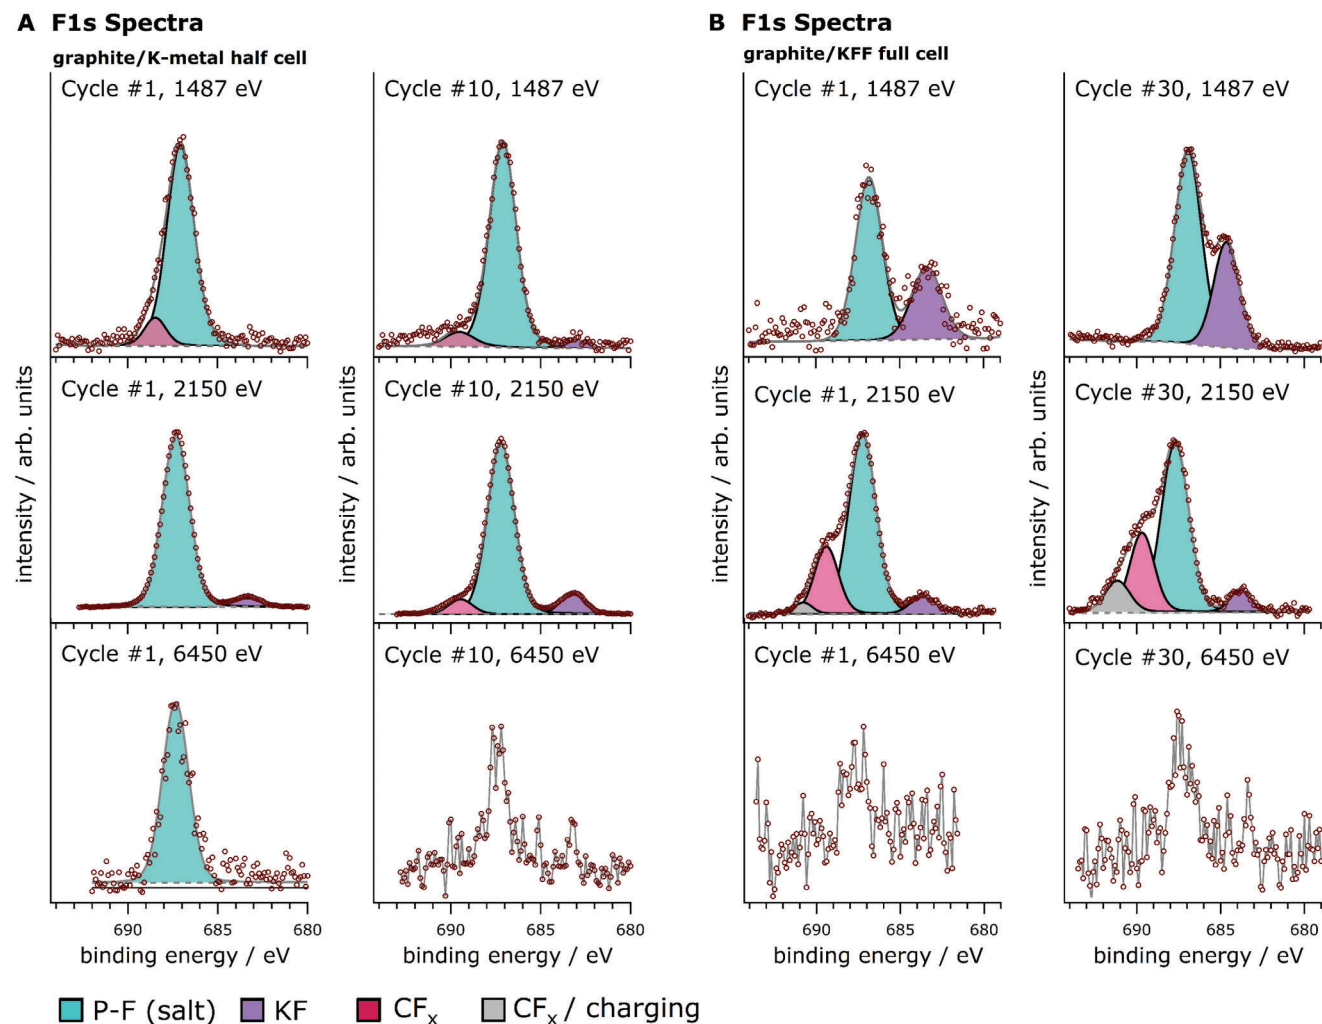 A F1s Spectra
graphite/K-metal half cell
Cycle #1, 1487 eV
Cycle #10, 1487 eV
Cycle #1, 2150 eV
Cycle #10, 2150 eV
Cycle #1, 6450 eV
Cycle #10, 6450 eV
intensity / arb. units
intensity / arb. units
690 685 680
690 685 680
binding energy / eV
binding energy / eV
B F1s Spectra
graphite/KFF full cell
Cycle #1, 1487 eV
Cycle #30, 1487 eV
Cycle #1, 2150 eV
Cycle #30, 2150 eV
Cycle #1, 6450 eV
Cycle #30, 6450 eV
intensity / arb. units
intensity / arb. units
690 685 680
690 685 680
binding energy / eV
binding energy / eV
P-F (salt) KF CFx CFx / charging